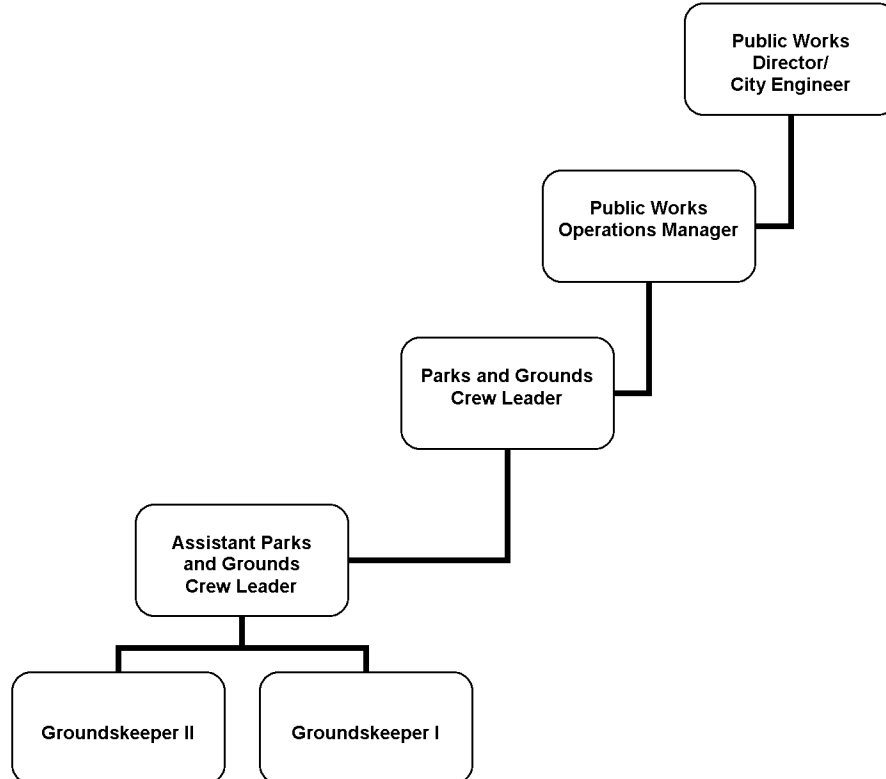 Public Works
Director/
City Engineer
Public Works
Operations Manager
Parks and Grounds
Crew Leader
Assistant Parks
and Grounds
Crew Leader
Groundskeeper II
Groundskeeper I